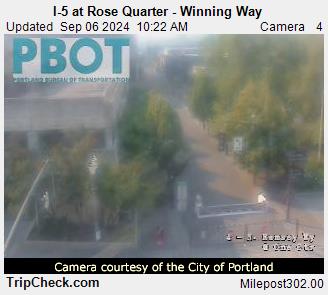 I-5 at Rose Quarter - Winning Way
Updated Sep 06 2024 10:22 AM Camera 4
PBOT
PORTLAND BUREAU OF TRANSPORTATION
Ramsay
Camera courtesy of the City of Portland
TripCheck.com Milepost302.00